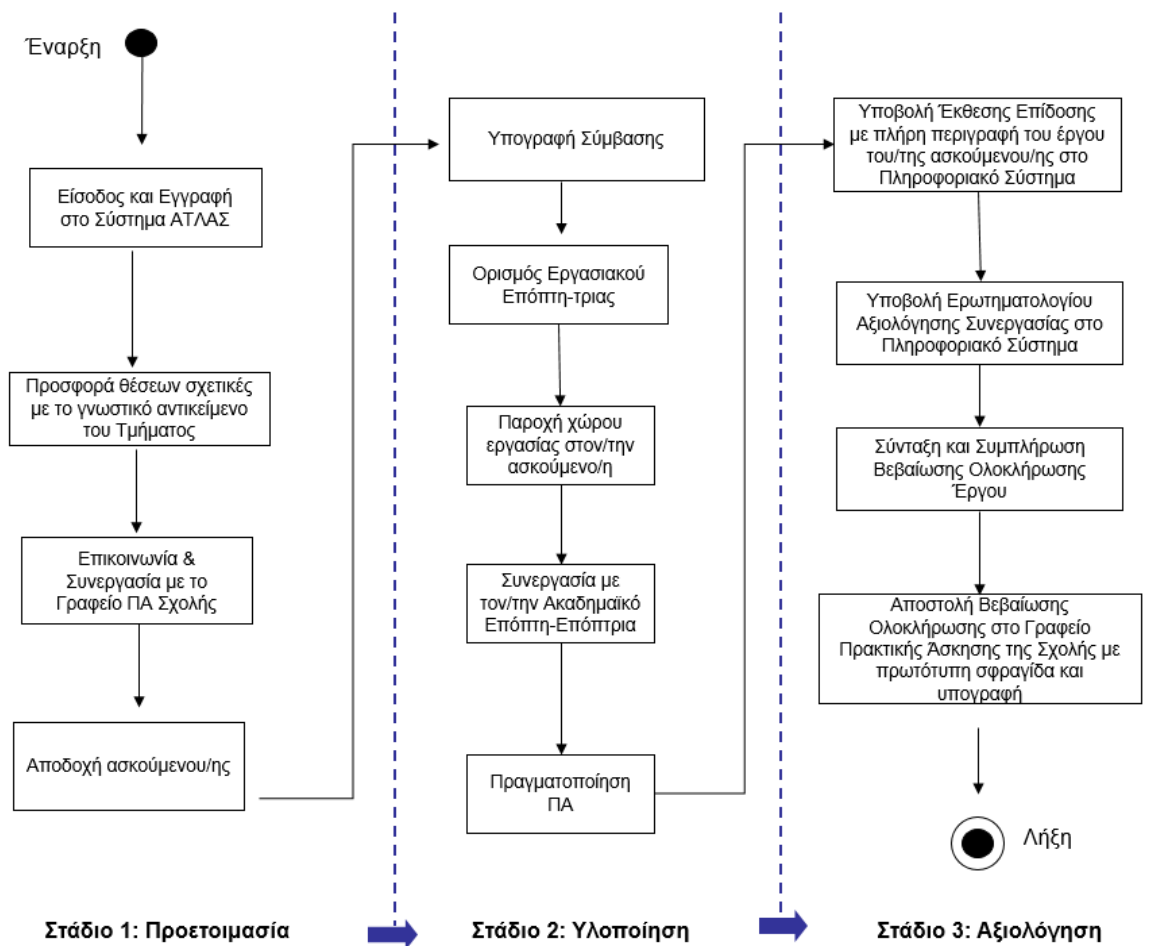 Έναρξη
Είσοδος και Εγγραφή
στο Σύστημα ΑΤΛΑΣ
Προσφορά θέσεων σχετικές
με το γνωστικό αντικείμενο
του Τμήματος
Επικοινωνία &
Συνεργασία με το
Γραφείο ΠΑ Σχολής
Αποδοχή ασκούμενου/ης
Υπογραφή Σύμβασης
Ορισμός Εργασιακού
Επόπτη-τριας
Παροχή χώρου
εργασίας στον/την
ασκούμενο/η
Συνεργασία με
τον/την Ακαδημαϊκό
Επόπτη-Επόπτρια
Πραγματοποίηση
ΠΑ
Υποβολή Έκθεσης Επίδοσης
με πλήρη περιγραφή του έργου
του/της ασκούμενου/ης στο
Πληροφοριακό Σύστημα
Υποβολή Ερωτηματολογίου
Αξιολόγησης Συνεργασίας στο
Πληροφοριακό Σύστημα
Σύνταξη και Συμπλήρωση
Βεβαίωσης Ολοκλήρωσης
Έργου
Αποστολή Βεβαίωσης
Ολοκλήρωσης στο Γραφείο
Πρακτικής Άσκησης της Σχολής με
πρωτότυπη σφραγίδα και
υπογραφή
Λήξη
Στάδιο 1: Προετοιμασία
Στάδιο 2: Υλοποίηση
Στάδιο 3: Αξιολόγηση